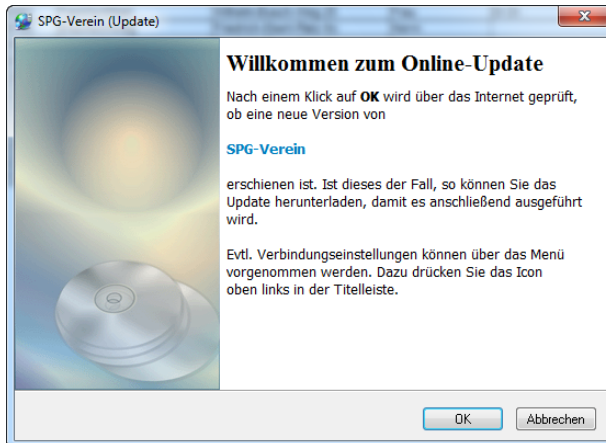 SPG-Verein (Update)
Willkommen zum Online-Update
Nach einem Klick auf OK wird über das Internet geprüft,
ob eine neue Version von
SPG-Verein
erschienen ist. Ist dieses der Fall, so können Sie das
Update herunterladen, damit es anschließend ausgeführt
wird.
Evtl. Verbindungseinstellungen können über das Menü
vorgenommen werden. Dazu drücken Sie das Icon
oben links in der Titelleiste.
OK
Abbrechen